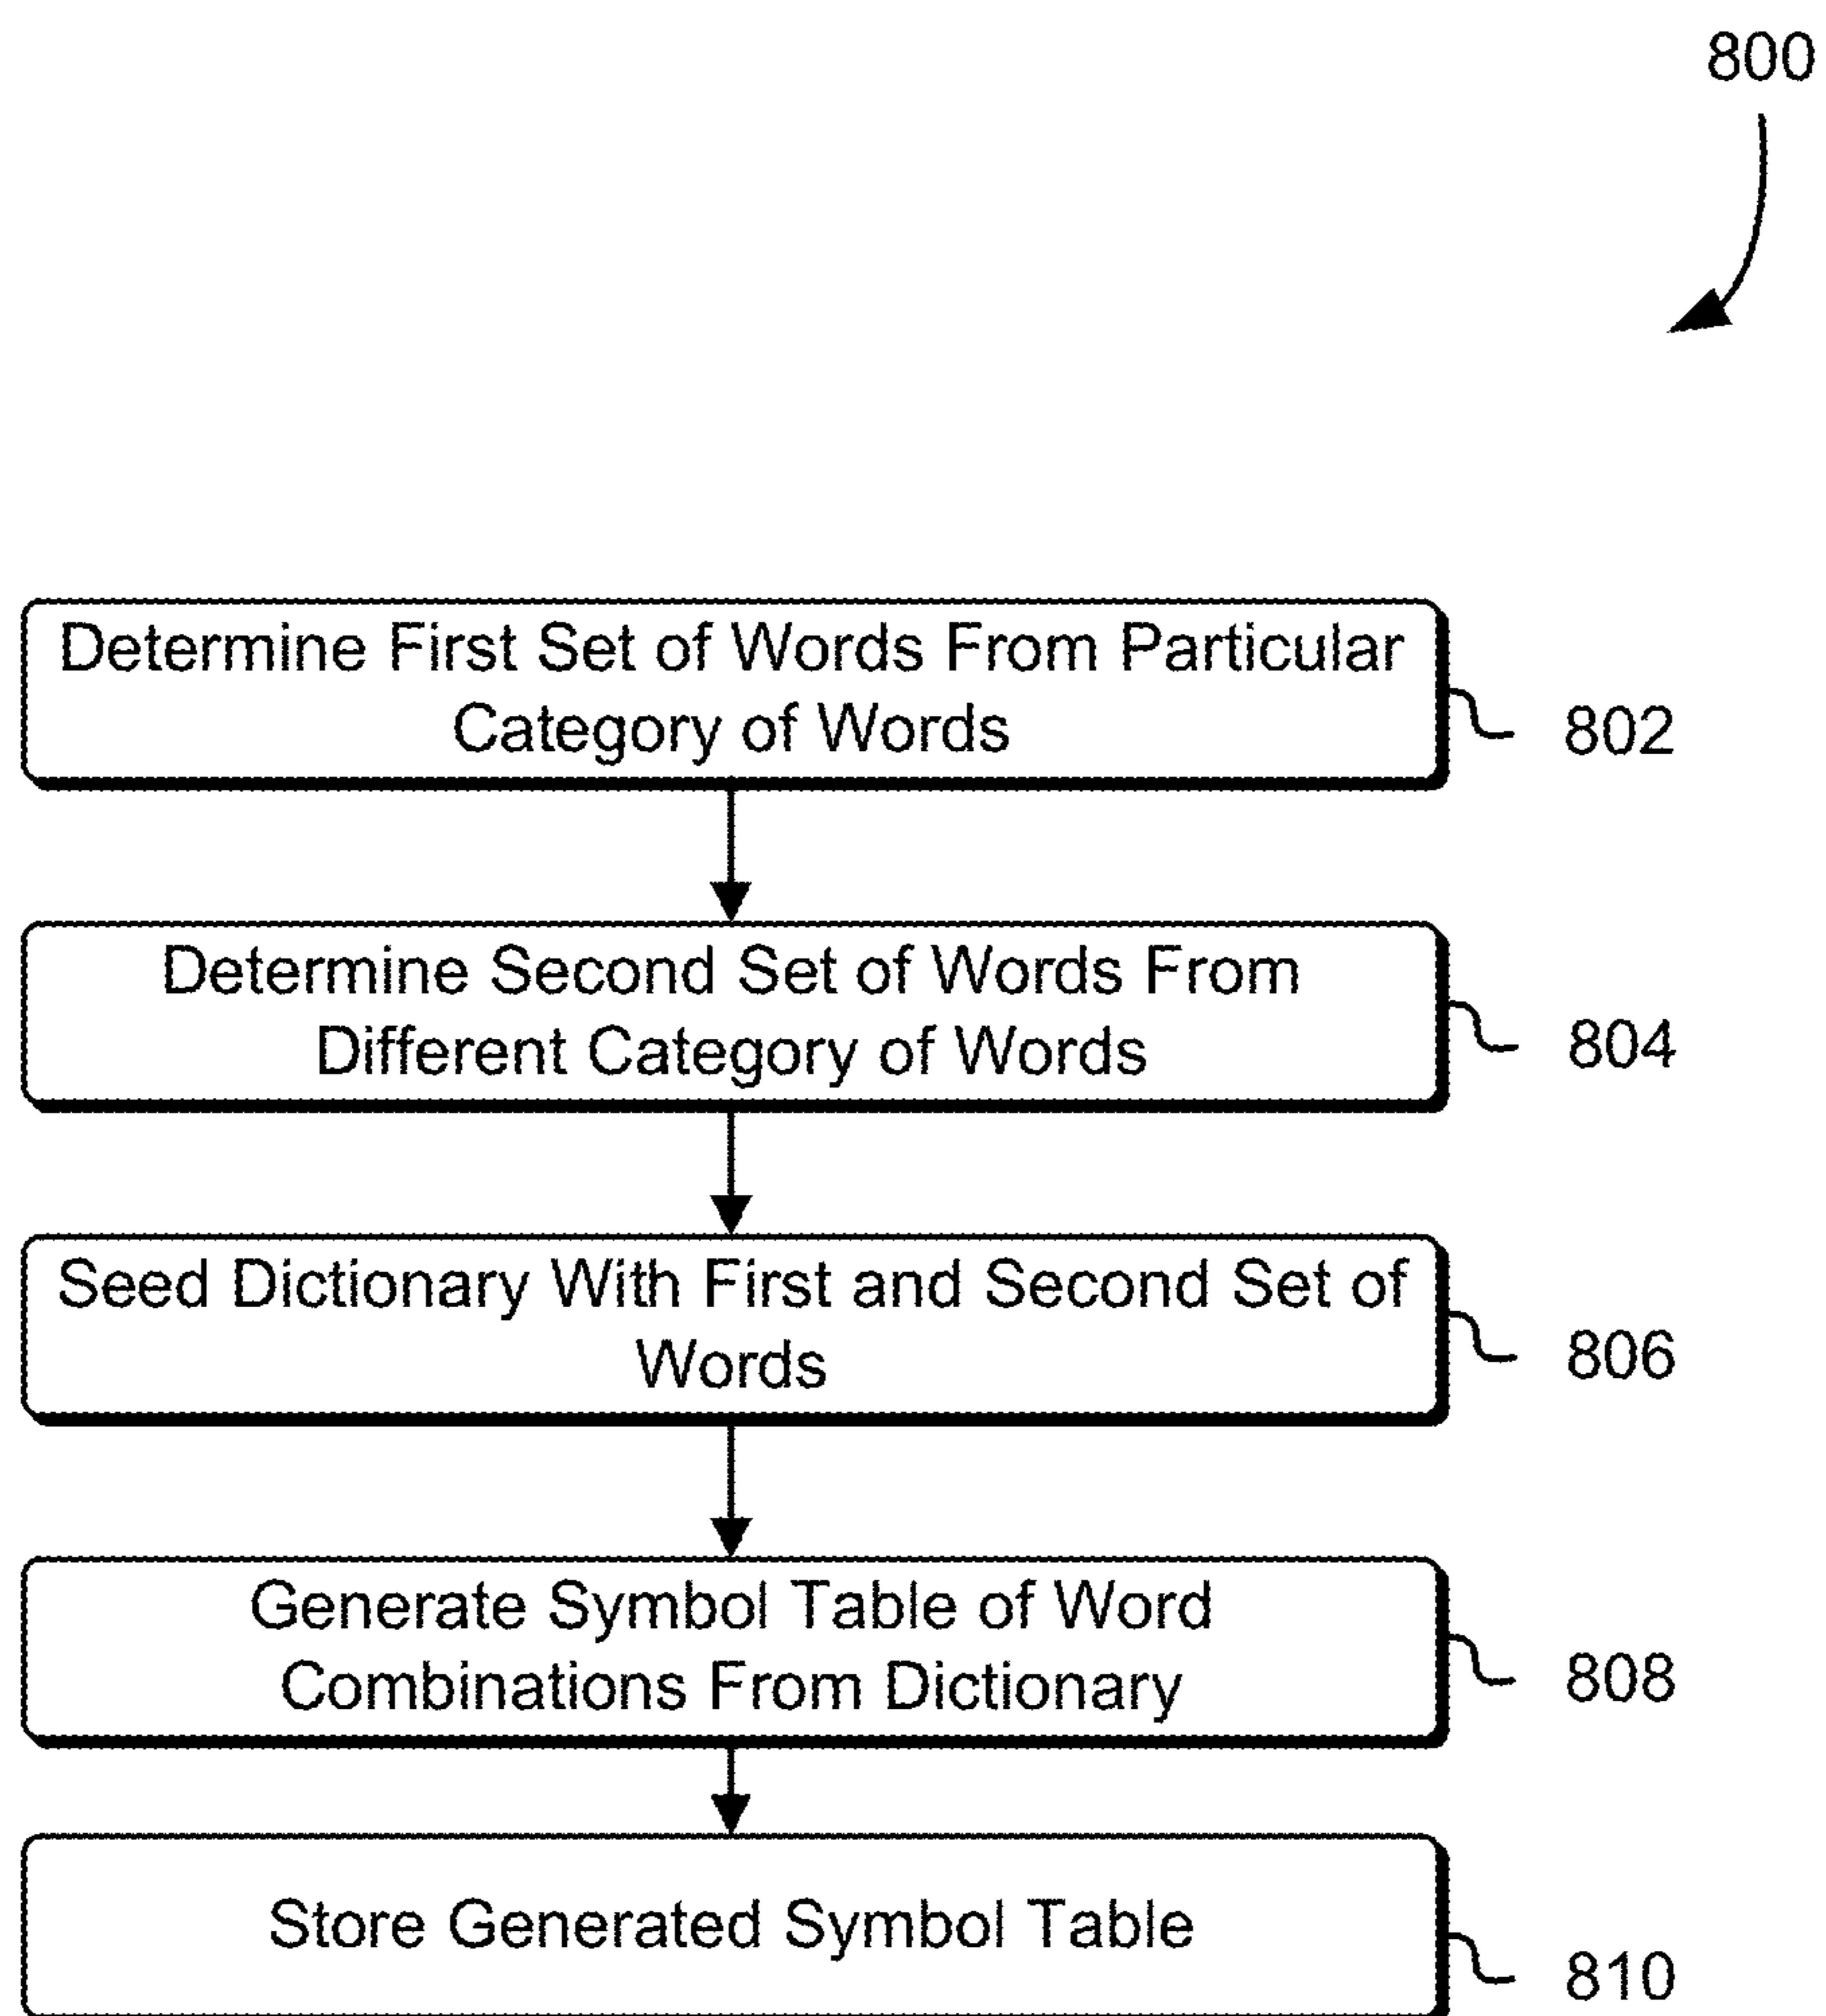 800
Determine First Set of Words From Particular
Category of Words
802
Determine Second Set of Words From
Different Category of Words
804
Seed Dictionary With First and Second Set of
Words
806
Generate Symbol Table of Word
Combinations From Dictionary
808
Store Generated Symbol Table
810